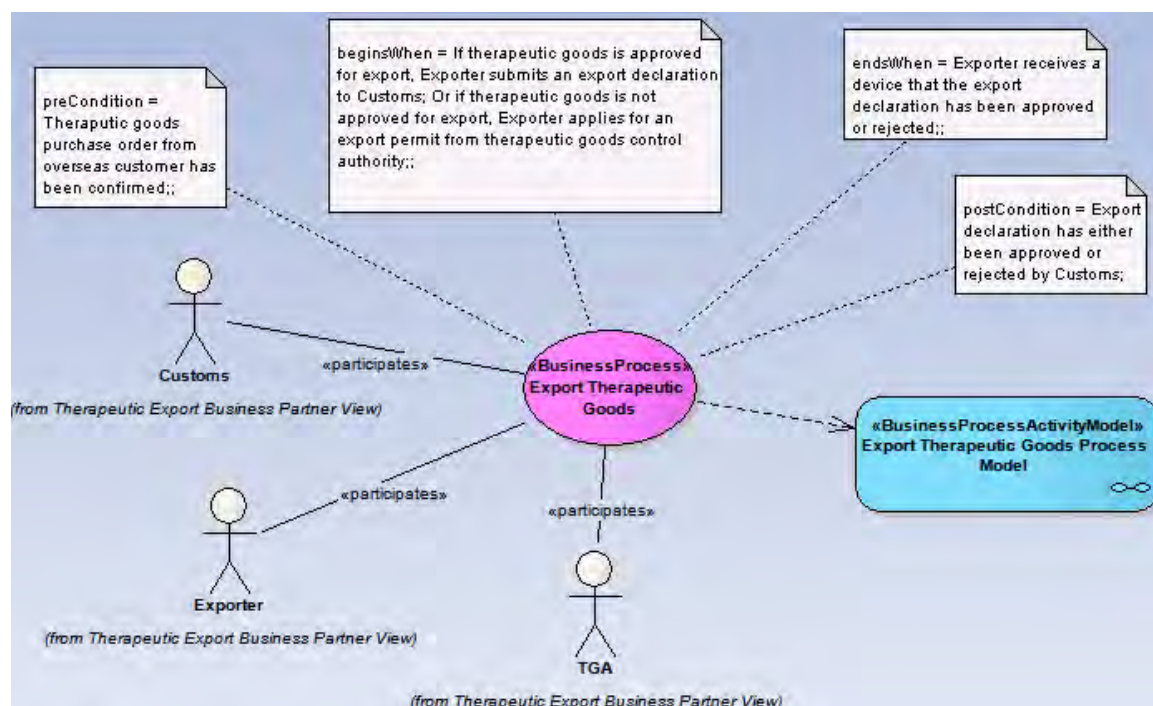 beginsWhen = If therapeutic goods is approved
for export, Exporter submits an export declaration
to Customs; Or if therapeutic goods is not
approved for export, Exporter applies for an
export permit from therapeutic goods control
authority;;
endsWhen = Exporter receives a
device that the export
declaration has been approved
or rejected;;
preCondition =
Theraputic goods
purchase order from
overseas customer has
been confirmed;;
postCondition = Export
declaration has either
been approved or
rejected by Customs;
Customs
(from Therapeutic Export Business Partner View)
«participates»
«BusinessProcess»
Export Therapeutic
Goods
«BusinessProcessActivityModel»
Export Therapeutic Goods Process
Model
«participates»
Exporter
(from Therapeutic Export Business Partner View)
«participates»
TGA
(from Therapeutic Export Business Partner View)